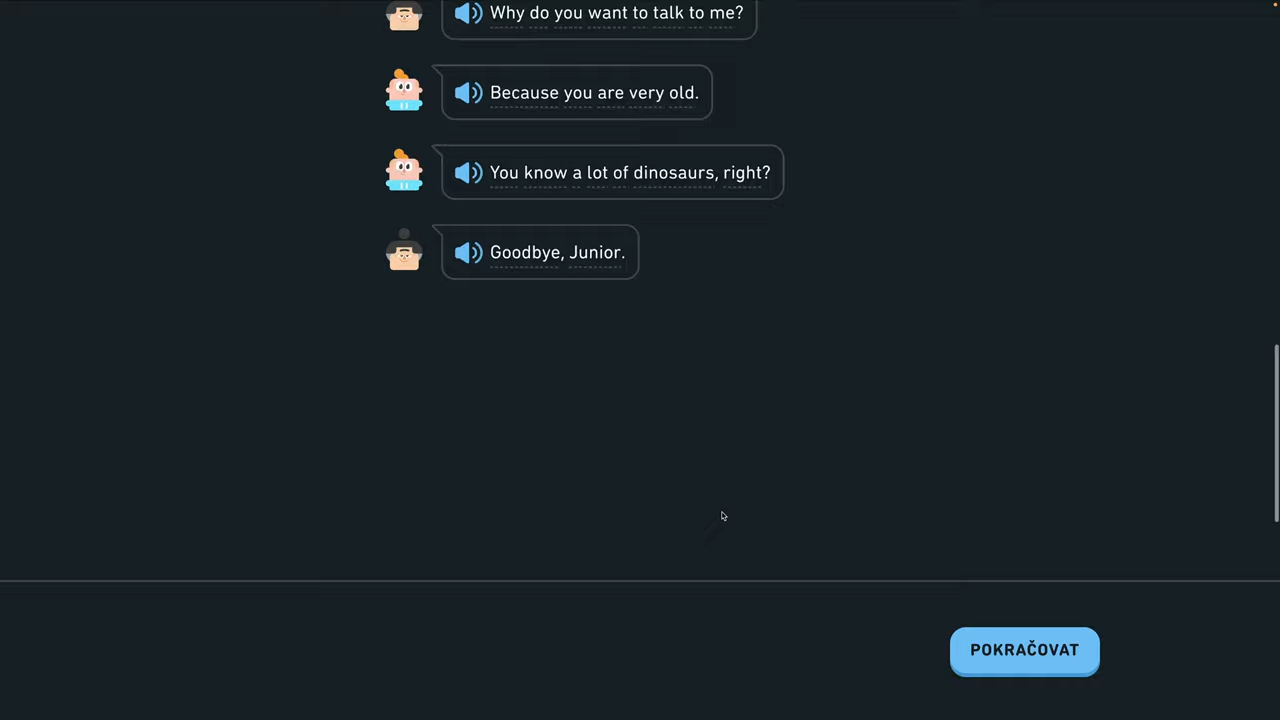 Why do you want to talk to me?
Because you are very old.
You know a lot of dinosaurs, right?
Goodbye, Junior.
POKRAČOVAT